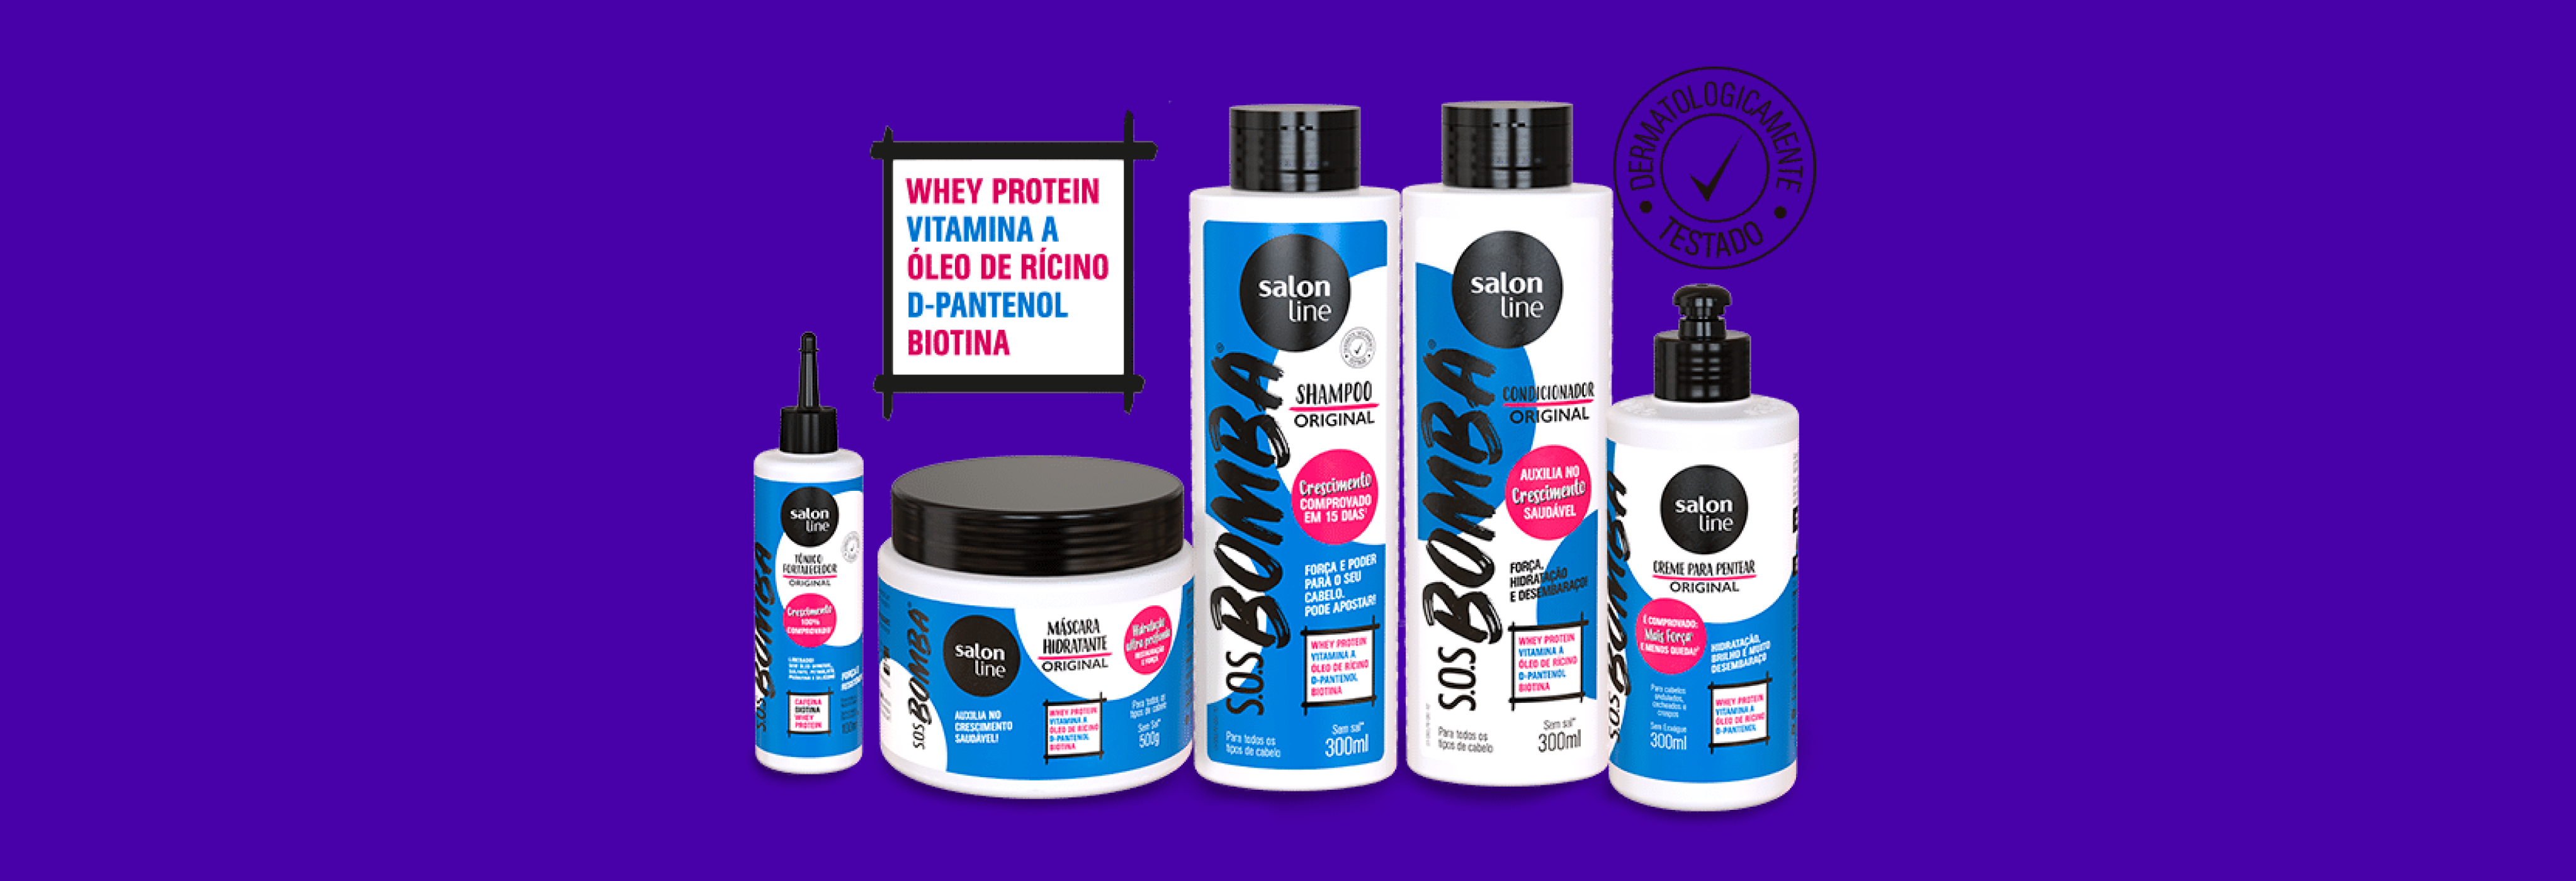 WHEY PROTEIN
VITAMINA A
ÓLEO DE RÍCINO
D-PANTENOL
BIOTINA
DERMATOLOGICAMENTE
TESTADO
salon
line
TÔNICO
FORTALECEDOR
ORIGINAL
Crescimento
100%
COMPROVADO
S.O.S BOMBA
CAFEÍNA
BIOTINA
WHEY
PROTEIN
salon
line
MÁSCARA
HIDRATANTE
ORIGINAL
Hidratação
ultra profunda
S.O.S BOMBA
AUXILIA NO
CRESCIMENTO
SAUDÁVEL!
WHEY PROTEIN
VITAMINA A
ÓLEO DE RÍCINO
D-PANTENOL
BIOTINA
Para todos os
tipos de cabelo
Sem Sal*
500g
salon
line
SHAMPOO
ORIGINAL
Crescimento
COMPROVADO
EM 15 DIAS
S.O.S BOMBA®
FORÇA E PODER
PARA O SEU
CABELO.
PODE APOSTAR!
WHEY PROTEIN
VITAMINA A
ÓLEO DE RÍCINO
D-PANTENOL
BIOTINA
Para todos os
tipos de cabelo
Sem sal*
300ml
salon
line
CONDICIONADOR
ORIGINAL
AUXILIA NO
Crescimento
SAUDÁVEL
S.O.S BOMBA®
FORÇA,
HIDRATAÇÃO
E DESEMBARAÇO!
WHEY PROTEIN
VITAMINA A
ÓLEO DE RÍCINO
D-PANTENOL
BIOTINA
Para todos os
tipos de cabelo
Sem sal*
300ml
salon
line
CREME PARA PENTEAR
ORIGINAL
É COMPROVADO:
Mais Força
E MENOS QUEDA!
S.O.S BOMBA
HIDRATAÇÃO,
BRILHO E MUITO
DESEMBARAÇO
Para cabelos
ondulados,
cacheados e
crespos
Sem Enxágue
300ml
WHEY PROTEIN
VITAMINA A
ÓLEO DE RÍCINO
D-PANTENOL